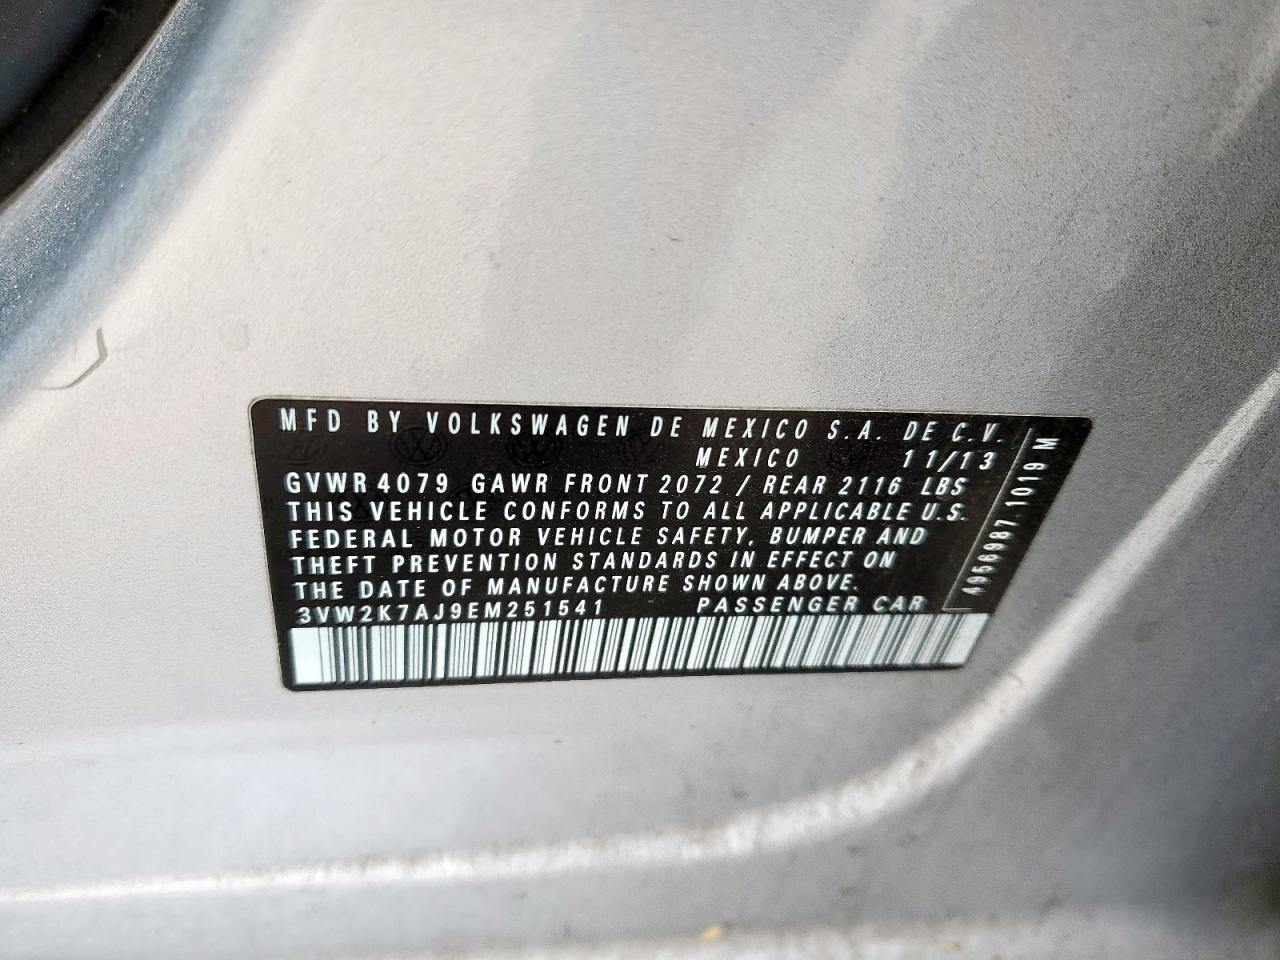 MFD BY VOLKSWAGEN DE MEXICO S.A. DE C.V.
MEXICO 11/13
GVWR 4079 GAWR FRONT 2072 / REAR 2116 LBS
THIS VEHICLE CONFORMS TO ALL APPLICABLE U.S.
FEDERAL MOTOR VEHICLE SAFETY, BUMPER AND
THEFT PREVENTION STANDARDS IN EFFECT ON
THE DATE OF MANUFACTURE SHOWN ABOVE.
3VW2K7AJ9EM251541 PASSENGER CAR
A956987 1019 M